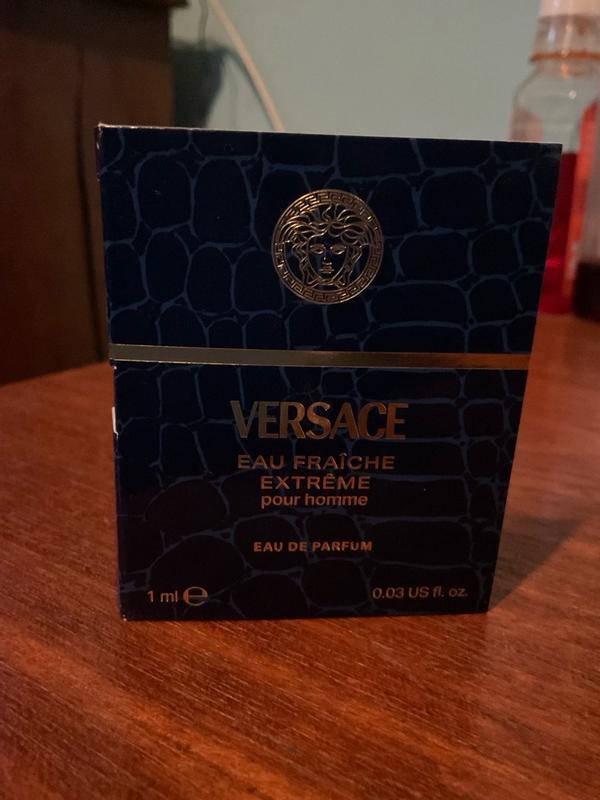 VERSACE
EAU FRAÎCHE
EXTRÊME
pour homme
EAU DE PARFUM
1 ml ℮ 0.03 US fl. oz.